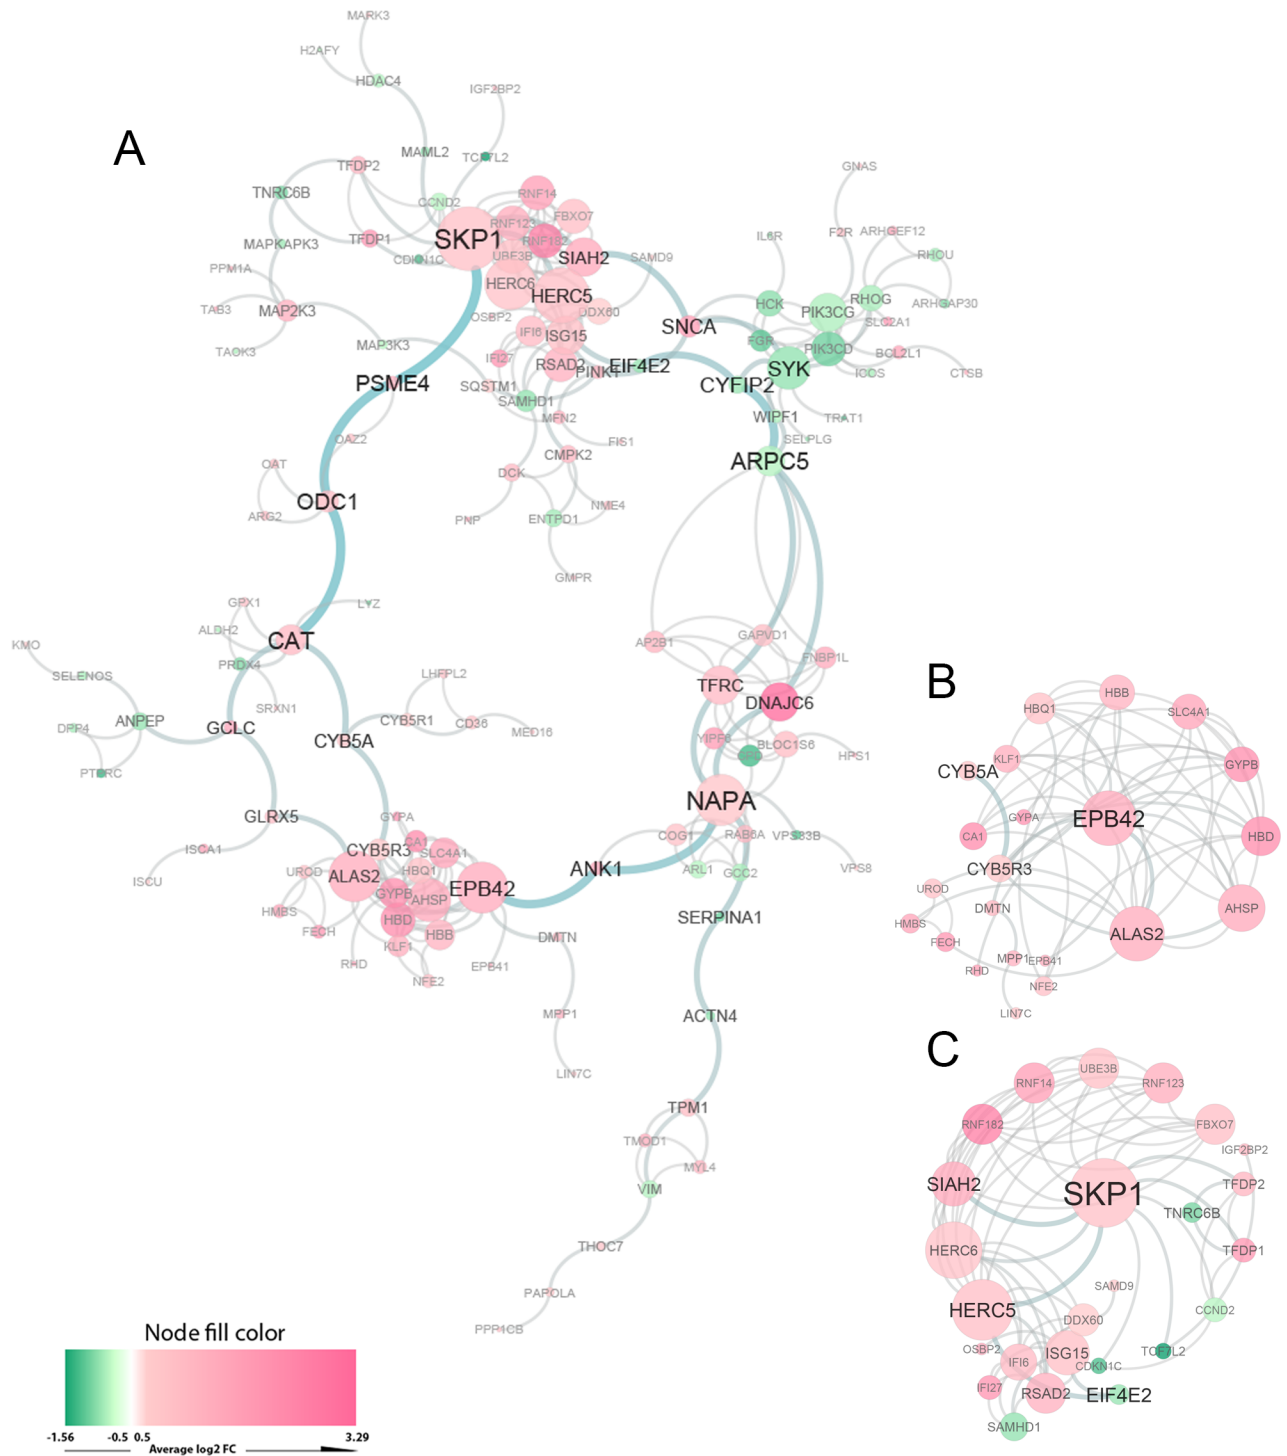 MARK3
H2AFY
HDAC4
IGF2BP2
A
MAML2
TCF7L2
TFDP2
GNAS
TNRC6B
RNF14
CCND2
FBXO7
RNF123
IL6R
F2R
ARHGEF12
TFDP1
SKP1
RNF182
MAPKAPK3
UBE3B
SIAH2
SAMD9
RHOU
CDKN1C
PPM1A
HERC6
HERC5
HCK
PIK3CG
RHOG
ARHGAP30
TAB3
MAP2K3
OSBP2
DDX60
SNCA
SLC2A1
IFI6
ISG15
FGR
PIK3CD
TAOK3
MAP3K3
IFI27
RSAD2
PINK1
EIF4E2
BCL2L1
SYK
ICOS
CTSB
PSME4
SQSTM1
CYFIP2
SAMHD1
MFN2
WIPF1
TRAT1
OAZ2
FIS1
SELPLG
OAT
CMPK2
ARPC5
DCK
ODC1
ARG2
NME4
PNP
ENTPD1
GMPR
GPX1
LYZ
ALDH2
CAT
AP2B1
GAPVD1
KMO
PRDX4
FNBP1L
SELENOS
LHFPL2
TFRC
B
SRXN1
DNAJC6
DPP4
ANPEP
GCLC
CYB5R1
CD36
MED16
CYB5A
YIPF6
BLOC1S6
HPS1
PTPRC
NAPA
GLRX5
GYPA
COG1
RAB6A
VPS33B
ISCA1
CYB5R3
CA1
SLC4A1
ISCU
UROD
ALAS2
HBQ1
ANK1
ARL1
GCC2
VPS8
GYPB
AHSP
EPB42
HMBS
HBD
SERPINA1
FECH
KLF1
HBB
DMTN
RHD
NFE2
EPB41
MPP1
ACTN4
LIN7C
TPM1
TMOD1
MYL4
VIM
THOC7
PAPOLA
PPP1CB
HBQ1
HBB
SLC4A1
KLF1
GYPB
CYB5A
GYPA
EPB42
CA1
HBD
CYB5R3
UROD
DMTN
AHSP
HMBS
FECH
ALAS2
MPP1
EPB41
RHD
NFE2
LIN7C
C
RNF14
UBE3B
RNF123
RNF182
FBXO7
IGF2BP2
SIAH2
SKP1
TFDP2
TNRC6B
HERC6
TFDP1
SAMD9
HERC5
DDX60
CCND2
OSBP2
IFI6
ISG15
CDKN1C
TCF7L2
IFI27
RSAD2
EIF4E2
SAMHD1
Node fill color
-1.56 -0.5 0.5 3.29
Average log2 FC